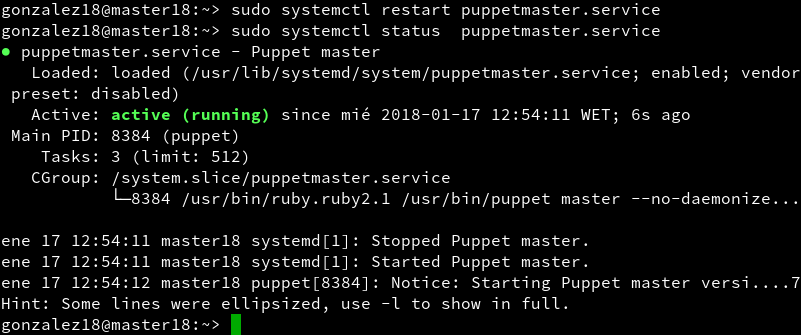 gonzalez18@master18:~> sudo systemctl restart puppetmaster.service
gonzalez18@master18:~> sudo systemctl status  puppetmaster.service
● puppetmaster.service - Puppet master
   Loaded: loaded (/usr/lib/systemd/system/puppetmaster.service; enabled; vendor
 preset: disabled)
   Active: active (running) since mié 2018-01-17 12:54:11 WET; 6s ago
 Main PID: 8384 (puppet)
    Tasks: 3 (limit: 512)
   CGroup: /system.slice/puppetmaster.service
           └─8384 /usr/bin/ruby.ruby2.1 /usr/bin/puppet master --no-daemonize...

ene 17 12:54:11 master18 systemd[1]: Stopped Puppet master.
ene 17 12:54:11 master18 systemd[1]: Started Puppet master.
ene 17 12:54:12 master18 puppet[8384]: Notice: Starting Puppet master versi....7
Hint: Some lines were ellipsized, use -l to show in full.
gonzalez18@master18:~>